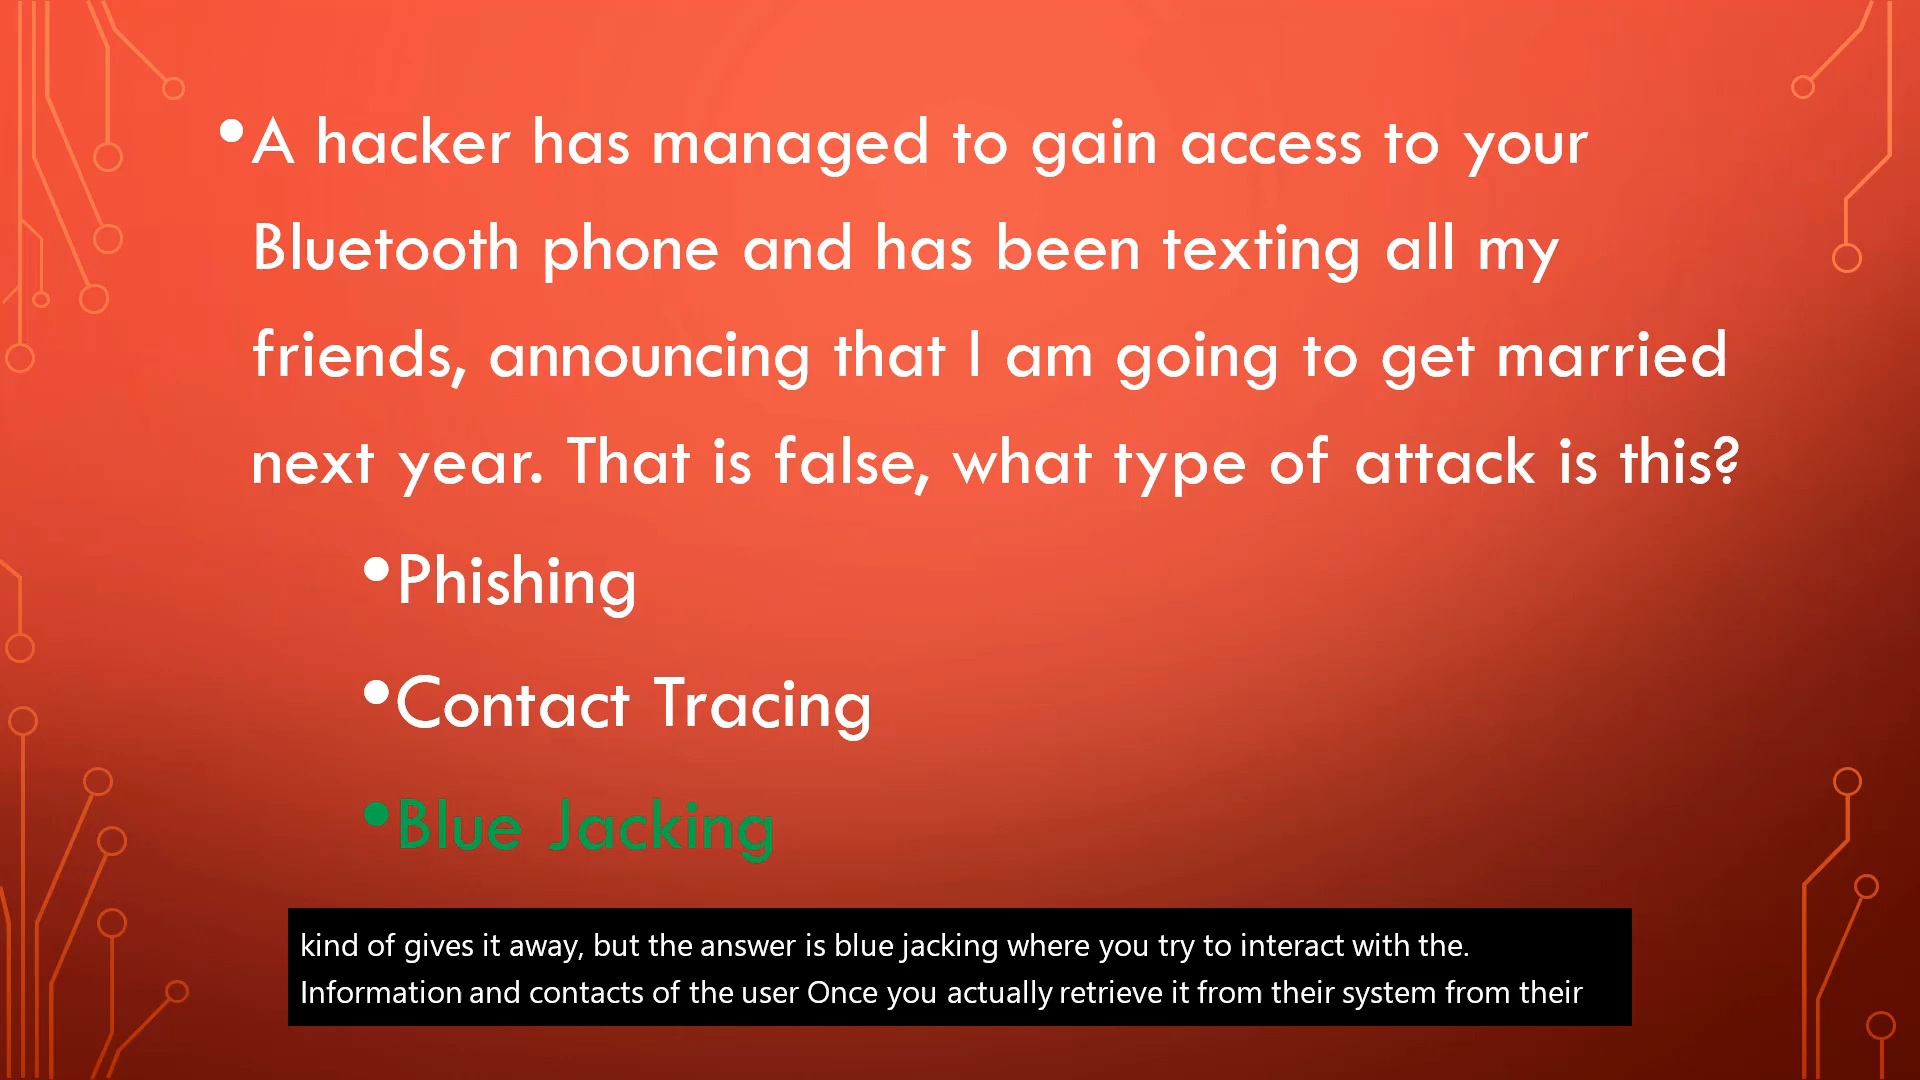 •A hacker has managed to gain access to your
Bluetooth phone and has been texting all my
friends, announcing that I am going to get married
next year. That is false, what type of attack is this?
•Phishing
•Contact Tracing
•Blue Jacking
kind of gives it away, but the answer is blue jacking where you try to interact with the.
Information and contacts of the user Once you actually retrieve it from their system from their